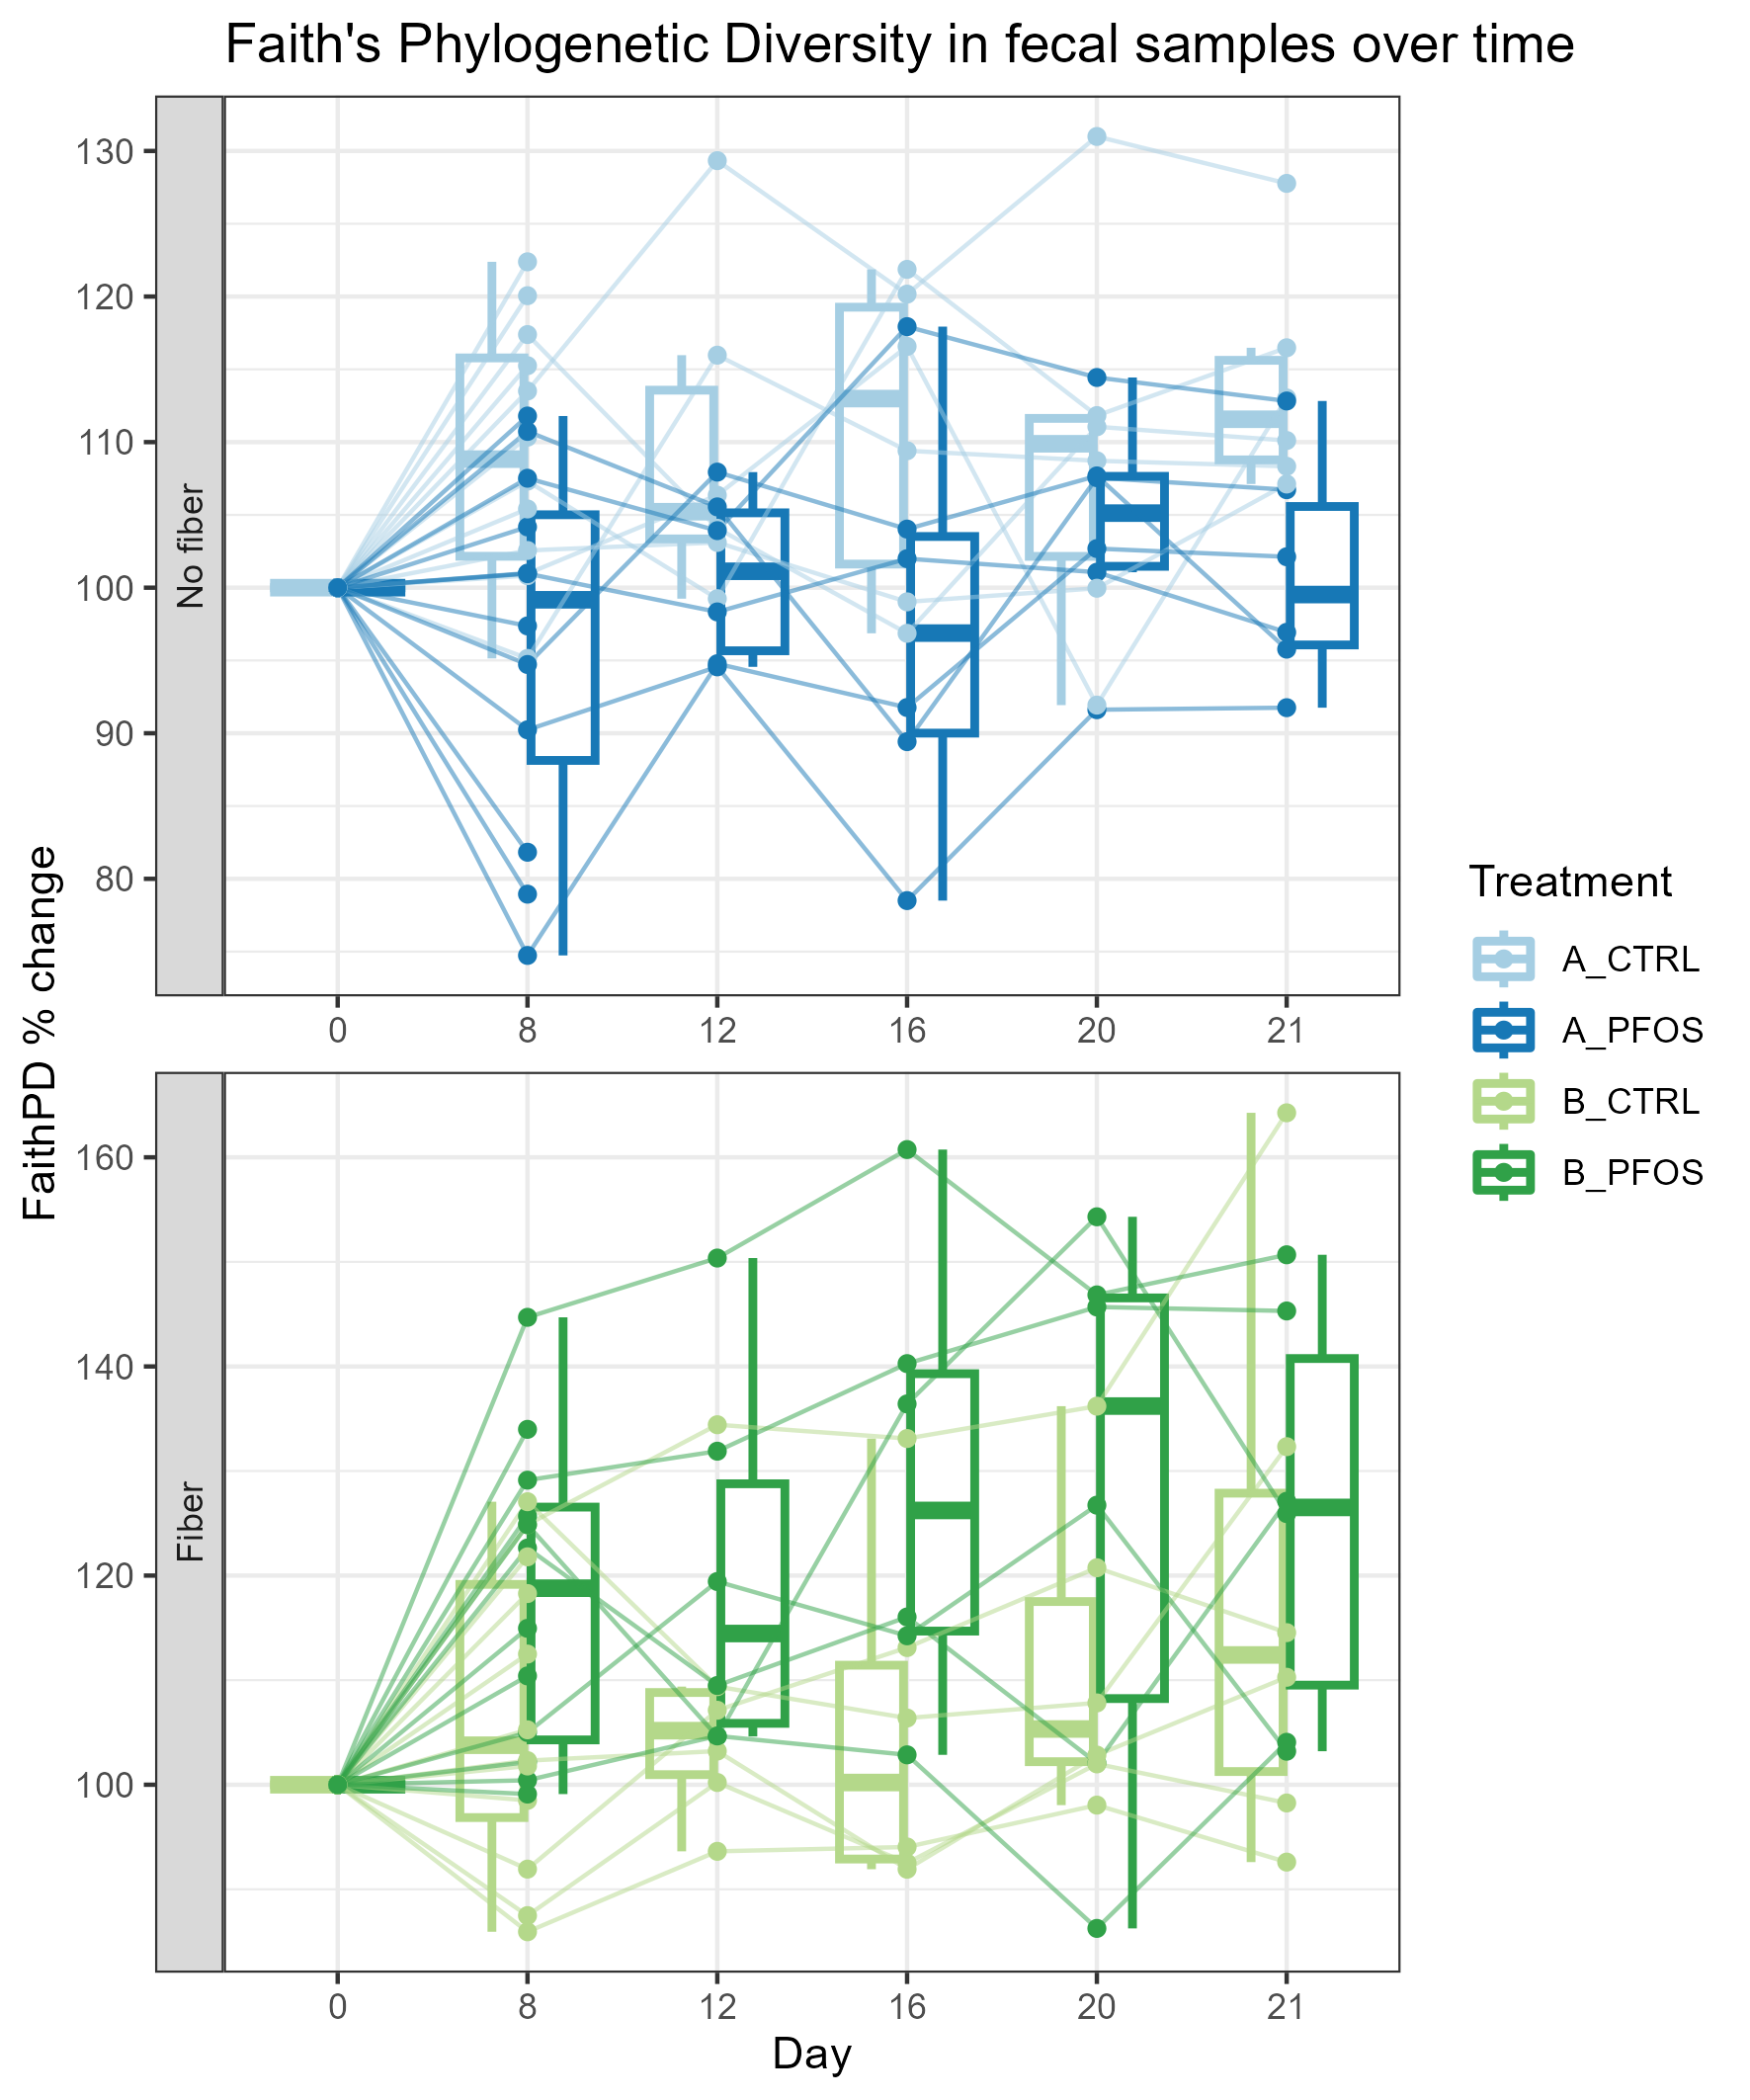 Faith's Phylogenetic Diversity in fecal samples over time
FaithPD % change
No fiber
130
120
110
100
90
80
0 8 12 16 20 21
Fiber
160
140
120
100
0 8 12 16 20 21
Day
Treatment
A_CTRL
A_PFOS
B_CTRL
B_PFOS